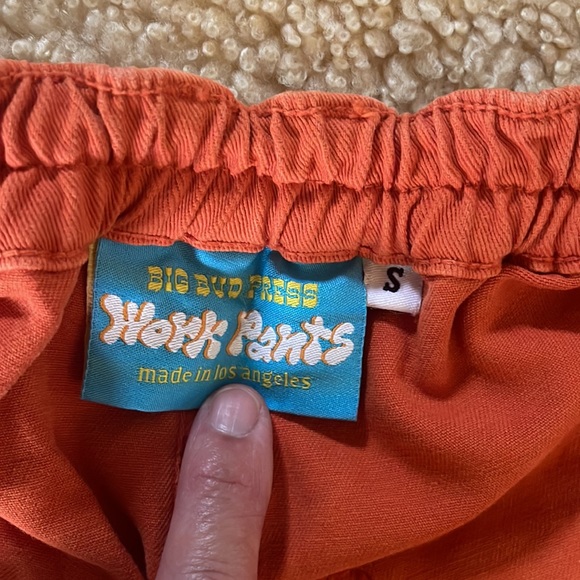 BIG BUD PRESS
Work Pants
made in los angeles
S